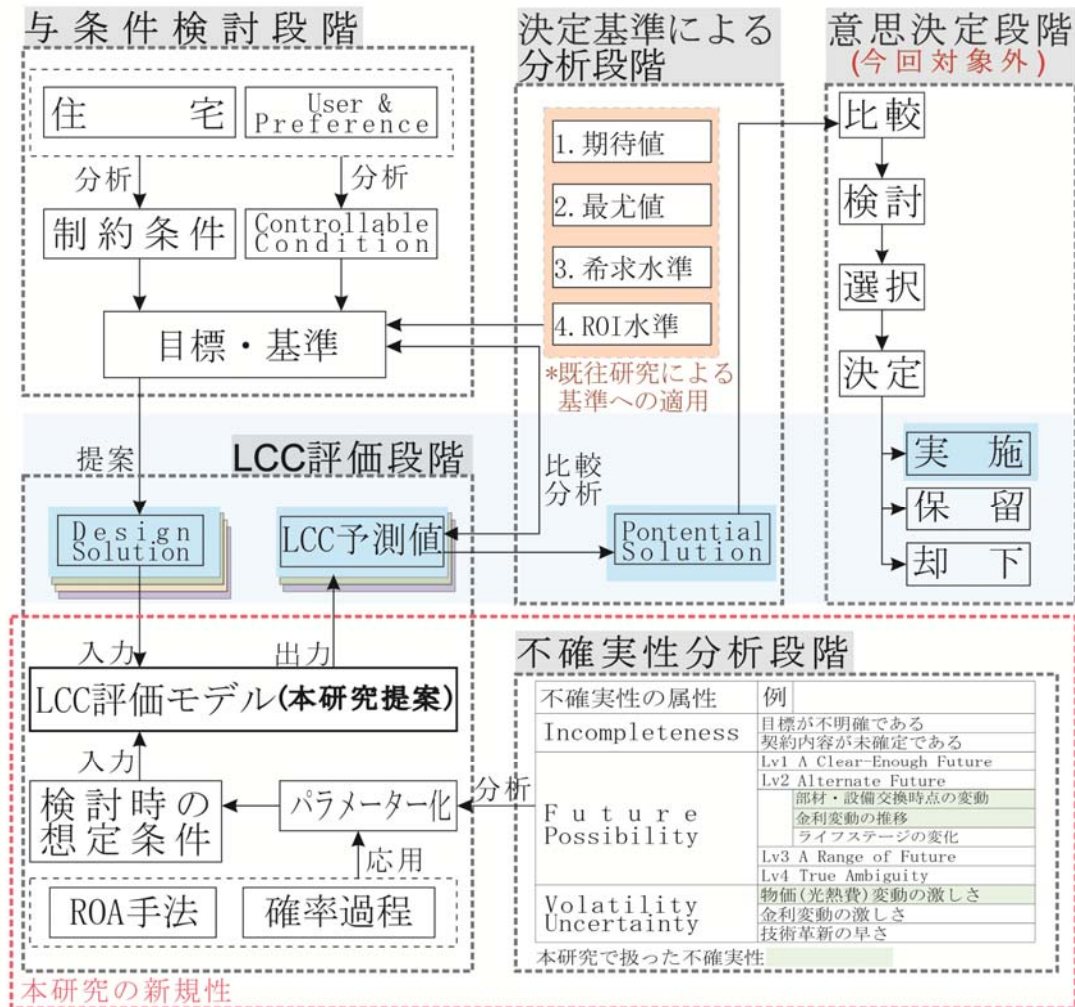 与条件検討段階
住宅
User &
Preference
分析
分析
制約条件
Controllable
Condition
目標・基準
提案
決定基準による
分析段階
1.期待値
2.最尤値
3.希求水準
4.ROI水準
*既往研究による
基準への適用
比較
分析
Pontential
Solution
意思決定段階
(今回対象外)
比較
検討
選択
決定
実施
保留
却下
LCC評価段階
Design
Solution
LCC予測値
入力
出力
LCC評価モデル(本研究提案)
入力
検討時の
想定条件
パラメーター化
分析
応用
ROA手法
確率過程
不確実性分析段階
不確実性の属性
例
Incompleteness
目標が不明確である
契約内容が未確定である
Future
Possibility
Lv1 A Clear-Enough Future
Lv2 Alternate Future
部材・設備交換時点の変動
金利変動の推移
ライフステージの変化
Lv3 A Range of Future
Lv4 True Ambiguity
Volatility
Uncertainty
物価(光熱費)変動の激しさ
金利変動の激しさ
技術革新の早さ
本研究で扱った不確実性
本研究の新規性